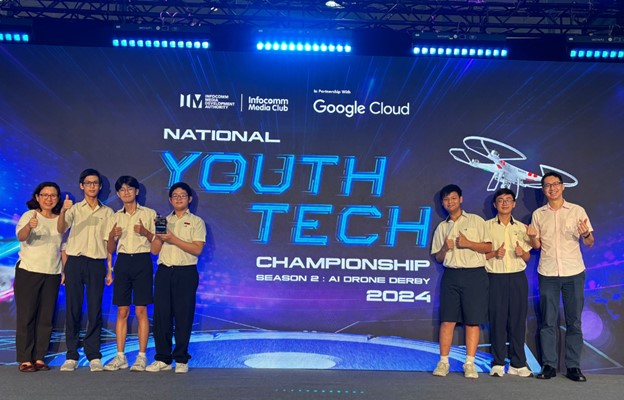 INFOCOMM
MEDIA
DEVELOPMENT
AUTHORITY
Infocomm
Media Club
In Partnership With
Google Cloud
NATIONAL
YOUTH
TECH
CHAMPIONSHIP
SEASON 2 : AI DRONE DERBY
2024